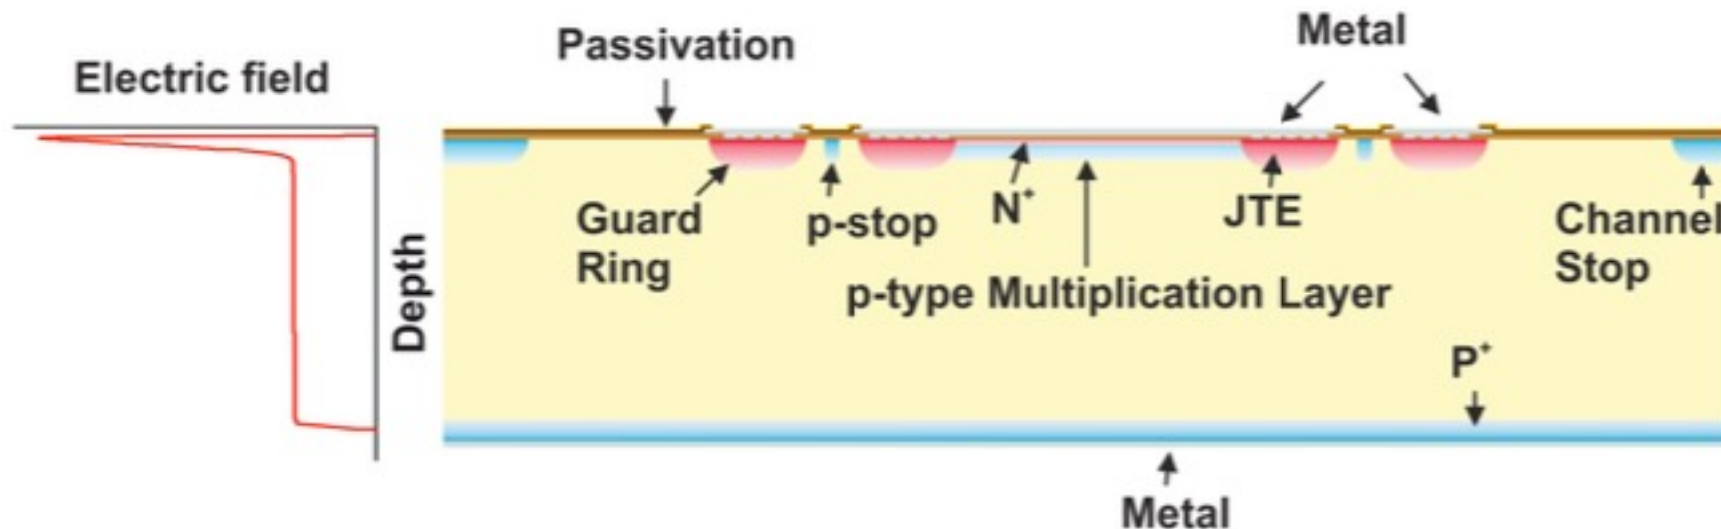 Electric field
Depth
Passivation
Metal
Guard
Ring
p-stop
N+
JTE
Channel
Stop
p-type Multiplication Layer
P+
Metal